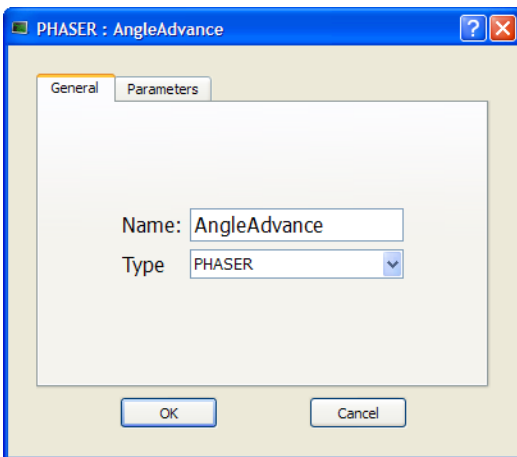 PHASER : AngleAdvance ?
General Parameters
Name: AngleAdvance
Type PHASER
OK Cancel